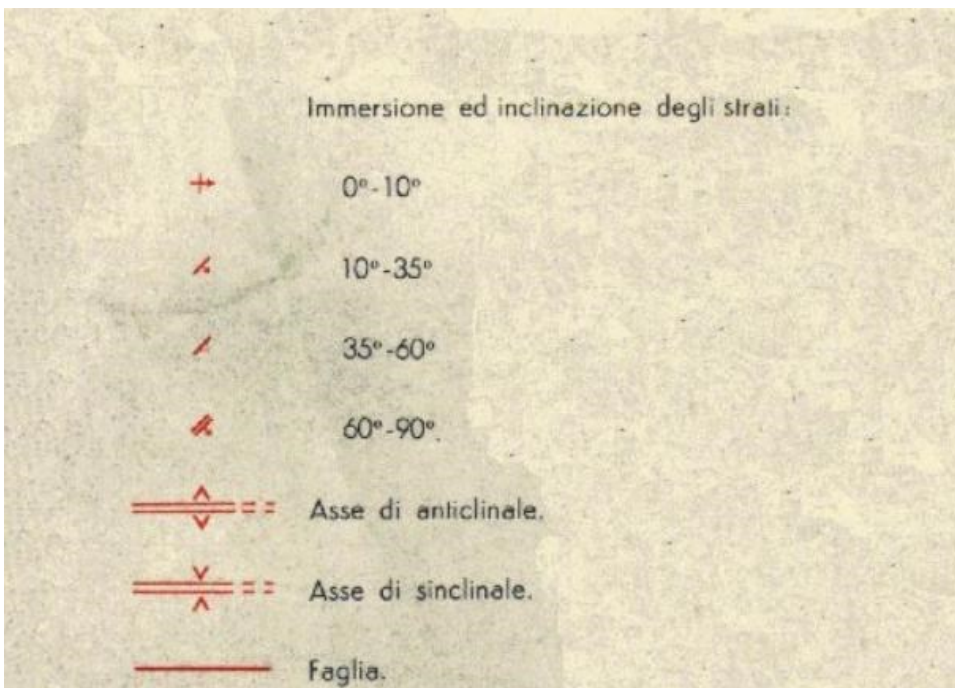 Immersione ed inclinazione degli strati:
0°-10°
10°-35°
35°-60°
60°-90°
Asse di anticlinale.
Asse di sinclinale.
Faglia.